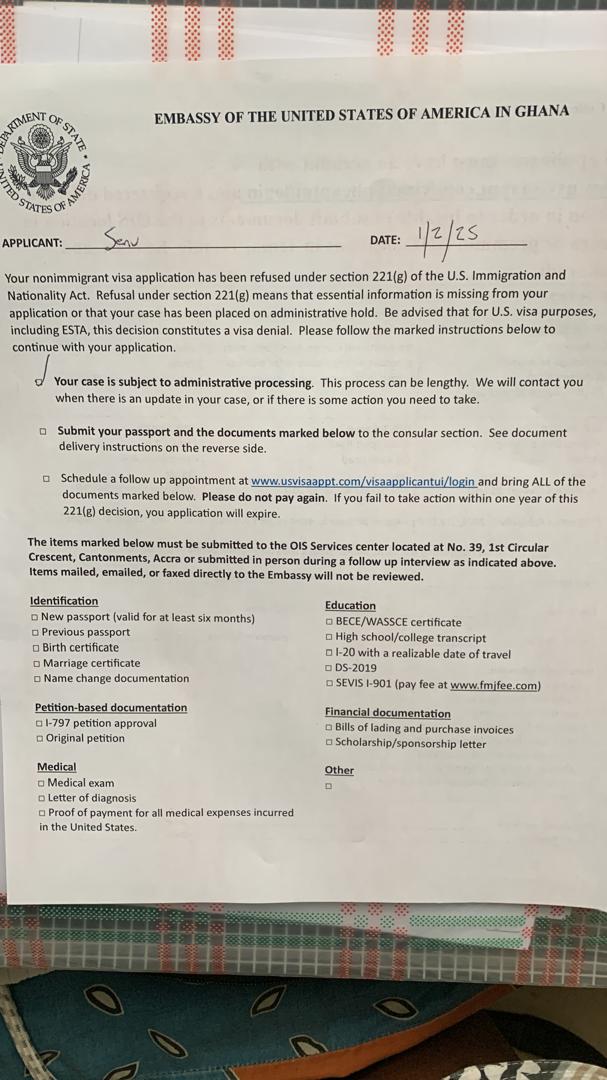 DEPARTMENT OF STATE
UNITED STATES OF AMERICA
EMBASSY OF THE UNITED STATES OF AMERICA IN GHANA
APPLICANT: Senu
DATE: 1/2/25
Your nonimmigrant visa application has been refused under section 221(g) of the U.S. Immigration and
Nationality Act. Refusal under section 221(g) means that essential information is missing from your
application or that your case has been placed on administrative hold. Be advised that for U.S. visa purposes,
including ESTA, this decision constitutes a visa denial. Please follow the marked instructions below to
continue with your application.
Your case is subject to administrative processing. This process can be lengthy. We will contact you
when there is an update in your case, or if there is some action you need to take.
□ Submit your passport and the documents marked below to the consular section. See document
delivery instructions on the reverse side.
□ Schedule a follow up appointment at www.usvisaappt.com/visaapplicantui/login and bring ALL of the
documents marked below. Please do not pay again. If you fail to take action within one year of this
221(g) decision, you application will expire.
The items marked below must be submitted to the OIS Services center located at No. 39, 1st Circular
Crescent, Cantonments, Accra or submitted in person during a follow up interview as indicated above.
Items mailed, emailed, or faxed directly to the Embassy will not be reviewed.
Identification
□ New passport (valid for at least six months)
□ Previous passport
□ Birth certificate
□ Marriage certificate
□ Name change documentation
Petition-based documentation
□ I-797 petition approval
□ Original petition
Medical
□ Medical exam
□ Letter of diagnosis
□ Proof of payment for all medical expenses incurred
in the United States.
Education
□ BECE/WASSCE certificate
□ High school/college transcript
□ I-20 with a realizable date of travel
□ DS-2019
□ SEVIS I-901 (pay fee at www.fmjfee.com)
Financial documentation
□ Bills of lading and purchase invoices
□ Scholarship/sponsorship letter
Other
□